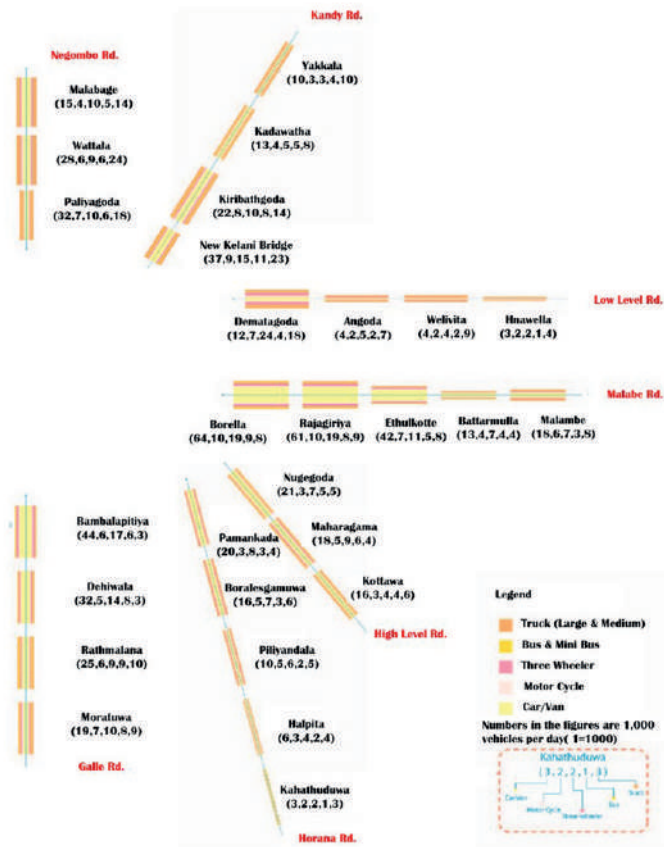 Kandy Rd.
Negombo Rd.
Yakkala
(10,3,3,4,10)
Malabage
(15,4,10,5,14)
Kadawatha
(13,4,5,5,8)
Wattala
(28,6,9,6,24)
Paliyagoda
(32,7,10,6,18)
Kiribathgoda
(22,8,10,8,14)
New Kelani Bridge
(37,9,15,11,23)
Low Level Rd.
Dematagoda
(12,7,24,4,18)
Angoda
(4,2,5,2,7)
Welivita
(4,2,4,2,9)
Hnawella
(3,2,2,1,4)
Malabe Rd.
Borella
(64,10,19,9,8)
Rajagiriya
(61,10,19,8,9)
Ethulkotte
(42,7,11,5,8)
Battarmulla
(13,4,7,4,4)
Malambe
(18,6,7,3,8)
Nugegoda
(21,3,7,5,5)
Bambalapitiya
(44,6,17,6,3)
Pamankada
(20,3,8,3,4)
Maharagama
(18,5,9,6,4)
Dehiwala
(32,5,14,8,3)
Boralesgamuwa
(16,5,7,3,6)
Kottawa
(16,3,4,4,6)
High Level Rd.
Rathmalana
(25,6,9,9,10)
Piliyandala
(10,5,6,2,5)
Moratuwa
(19,7,10,8,9)
Halpita
(6,3,4,2,4)
Galle Rd.
Kahathuduwa
(3,2,2,1,3)
Horana Rd.
Legend
Truck (Large & Medium)
Bus & Mini Bus
Three Wheeler
Motor Cycle
Car/Van
Numbers in the figures are 1,000
vehicles per day( 1=1000)
Kahathuduwa
(3,2,2,1,3)
Motor Cycle
Three wheeler
Bus
Truck